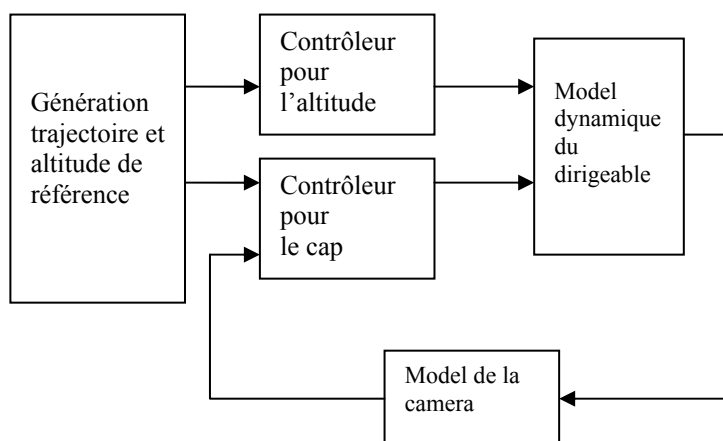 Génération
trajectoire et
altitude de
référence
Contrôleur
pour
l’altitude
Contrôleur
pour
le cap
Model
dynamique
du
dirigeable
Model de la
camera